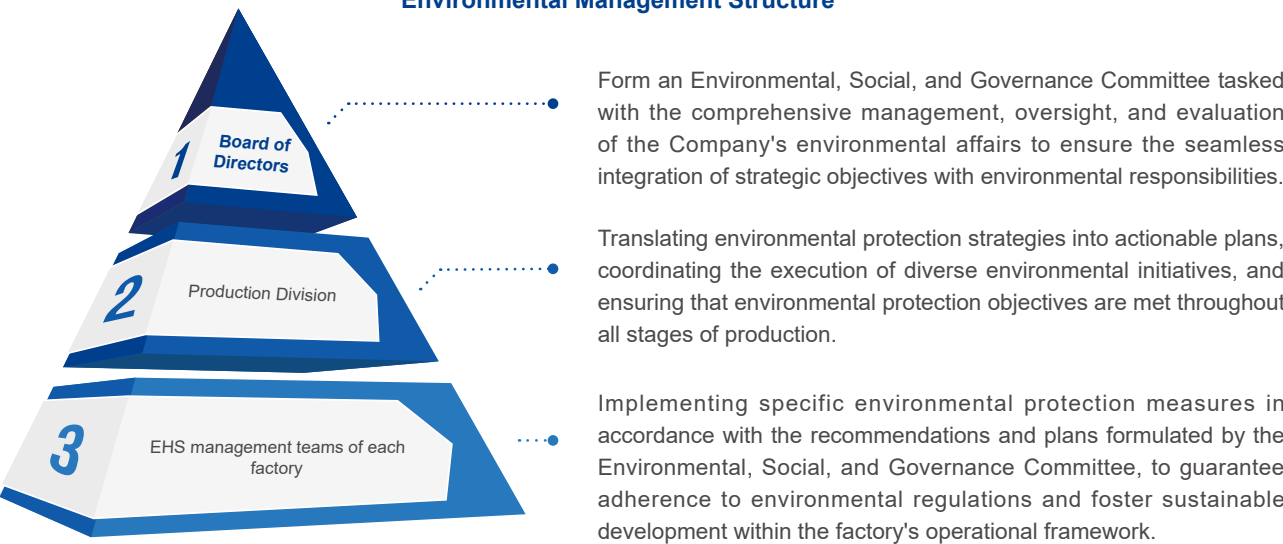 Environmental Management Structure
1
Board of
Directors
Form an Environmental, Social, and Governance Committee tasked
with the comprehensive management, oversight, and evaluation
of the Company's environmental affairs to ensure the seamless
integration of strategic objectives with environmental responsibilities.
2
Production Division
Translating environmental protection strategies into actionable plans,
coordinating the execution of diverse environmental initiatives, and
ensuring that environmental protection objectives are met throughout
all stages of production.
3
EHS management teams of each
factory
Implementing specific environmental protection measures in
accordance with the recommendations and plans formulated by the
Environmental, Social, and Governance Committee, to guarantee
adherence to environmental regulations and foster sustainable
development within the factory's operational framework.